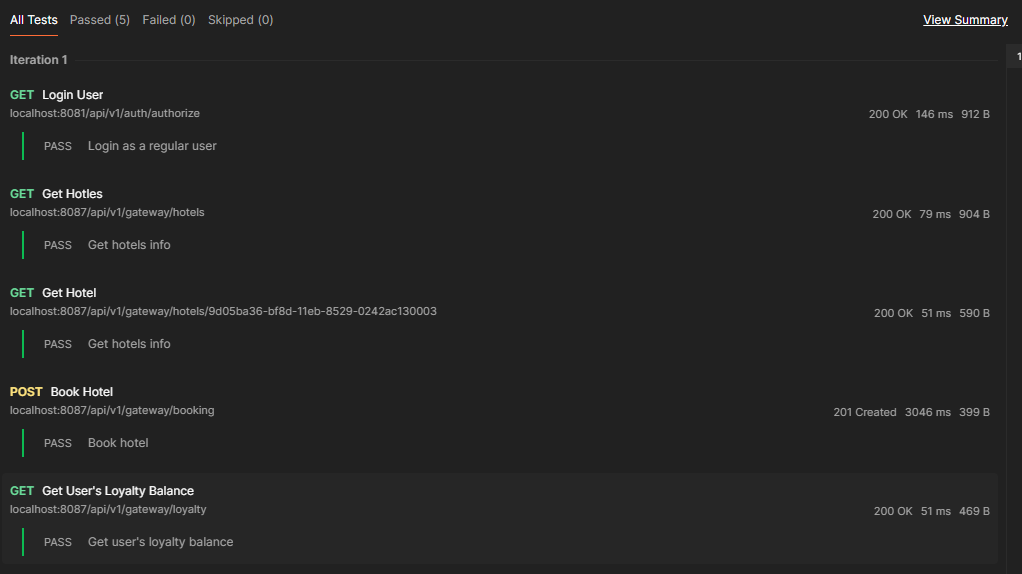 All Tests Passed (5) Failed (0) Skipped (0) View Summary
Iteration 1 1
GET Login User
localhost:8081/api/v1/auth/authorize 200 OK 146 ms 912 B
PASS Login as a regular user
GET Get Hotles
localhost:8087/api/v1/gateway/hotels 200 OK 79 ms 904 B
PASS Get hotels info
GET Get Hotel
localhost:8087/api/v1/gateway/hotels/9d05ba36-bf8d-11eb-8529-0242ac130003 200 OK 51 ms 590 B
PASS Get hotels info
POST Book Hotel
localhost:8087/api/v1/gateway/booking 201 Created 3046 ms 399 B
PASS Book hotel
GET Get User's Loyalty Balance
localhost:8087/api/v1/gateway/loyalty 200 OK 51 ms 469 B
PASS Get user's loyalty balance